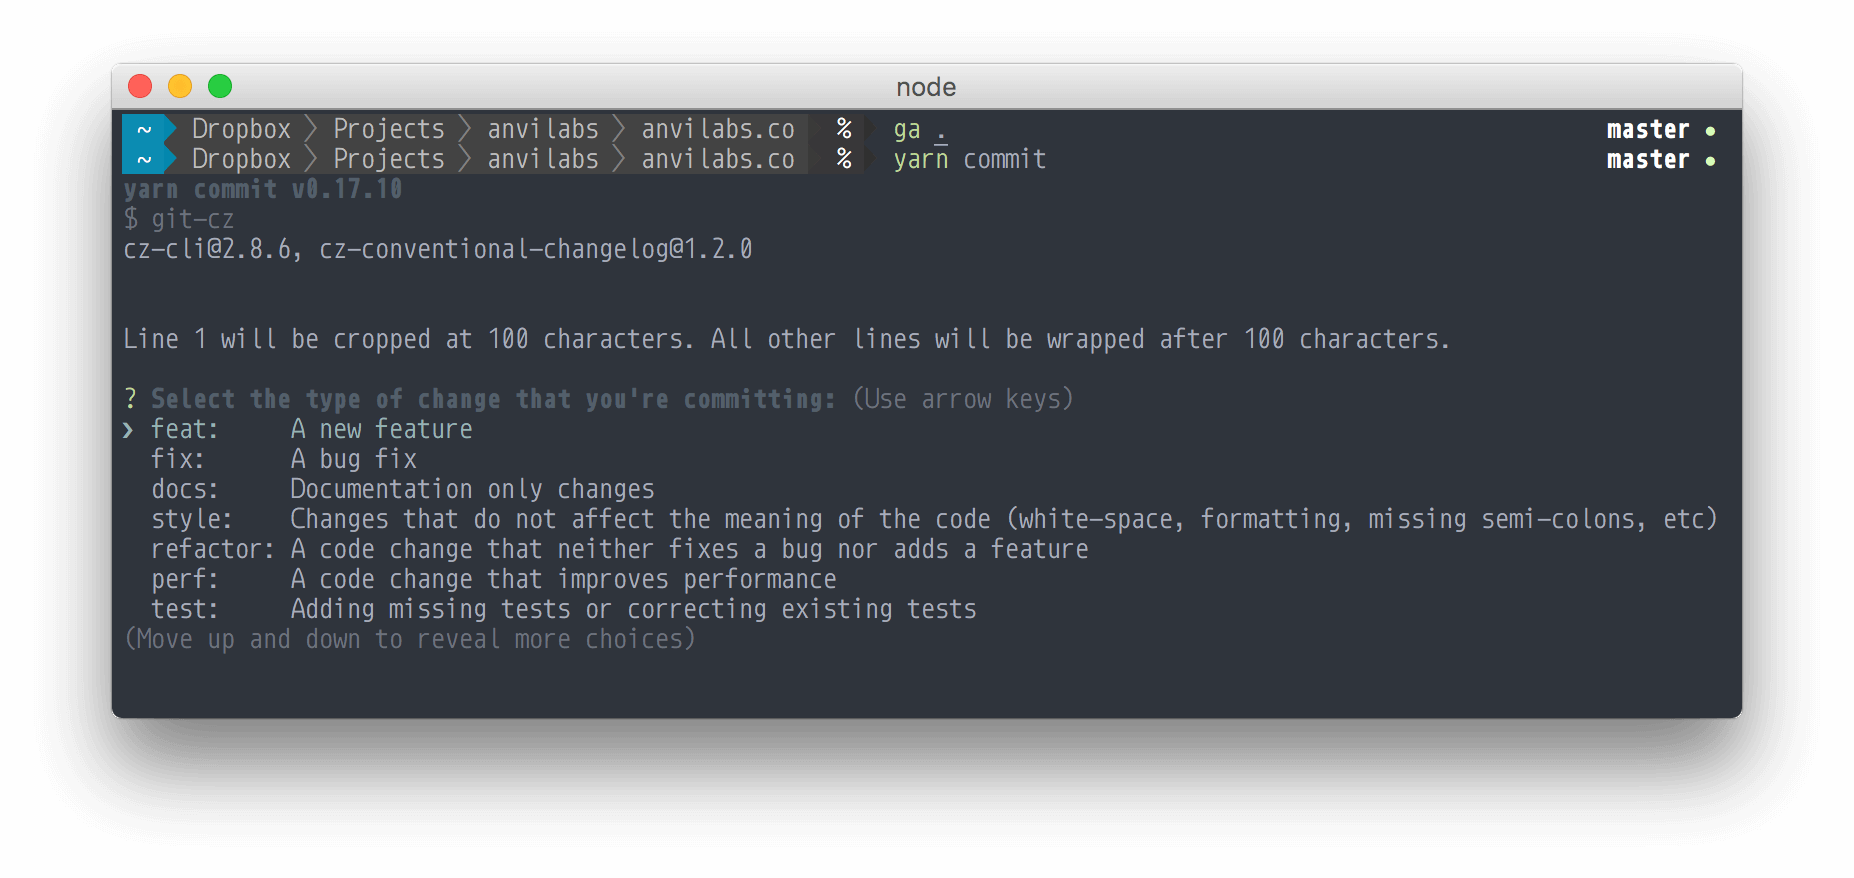 node
~ Dropbox Projects anvilabs anvilabs.co % ga . master •
~ Dropbox Projects anvilabs anvilabs.co % yarn commit master •
yarn commit v0.17.10
$ git-cz
cz-cli@2.8.6, cz-conventional-changelog@1.2.0
Line 1 will be cropped at 100 characters. All other lines will be wrapped after 100 characters.
? Select the type of change that you're committing: (Use arrow keys)
❯ feat: A new feature
fix: A bug fix
docs: Documentation only changes
style: Changes that do not affect the meaning of the code (white-space, formatting, missing semi-colons, etc)
refactor: A code change that neither fixes a bug nor adds a feature
perf: A code change that improves performance
test: Adding missing tests or correcting existing tests
(Move up and down to reveal more choices)